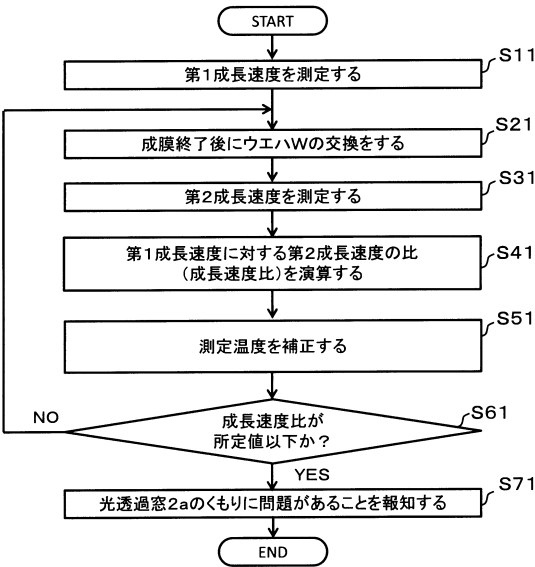 START
S11
第1成長速度を測定する
S21
成膜終了後にウエハWの交換をする
S31
第2成長速度を測定する
S41
第1成長速度に対する第2成長速度の比
(成長速度比)を演算する
S51
測定温度を補正する
S61
成長速度比が
所定値以下か?
NO
YES
S71
光透過窓2aのくもりに問題があることを報知する
END